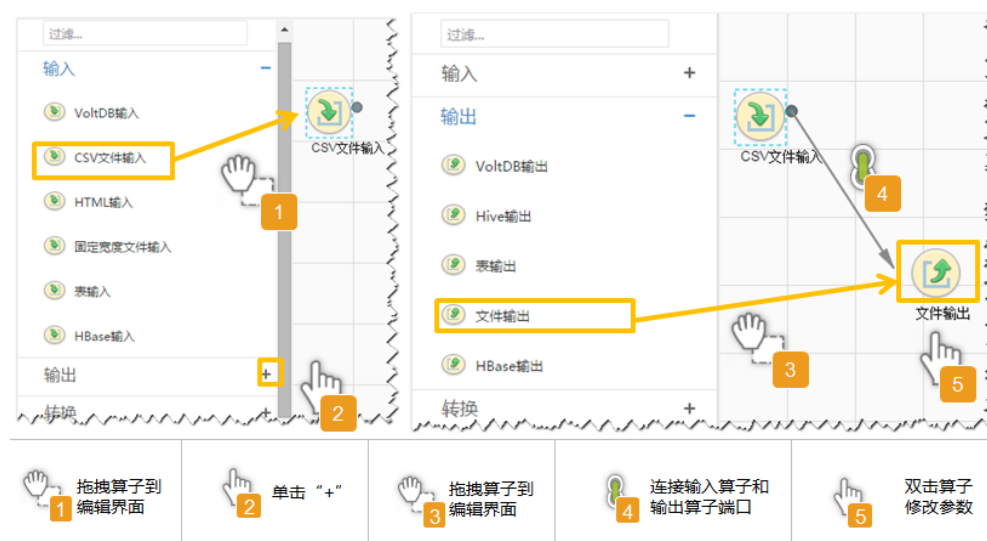 过滤...
输入
VoltDB输入
CSV文件输入
HTML输入
固定宽度文件输入
表输入
HBase输入
输出
转换
CSV文件输入
1
2
过滤...
输入
输出
VoltDB输出
Hive输出
表输出
文件输出
HBase输出
转换
CSV文件输入
4
文件输出
3
5
1
拖拽算子到
编辑界面
2
单击“+”
3
拖拽算子到
编辑界面
4
连接输入算子和
输出算子端口
5
双击算子
修改参数